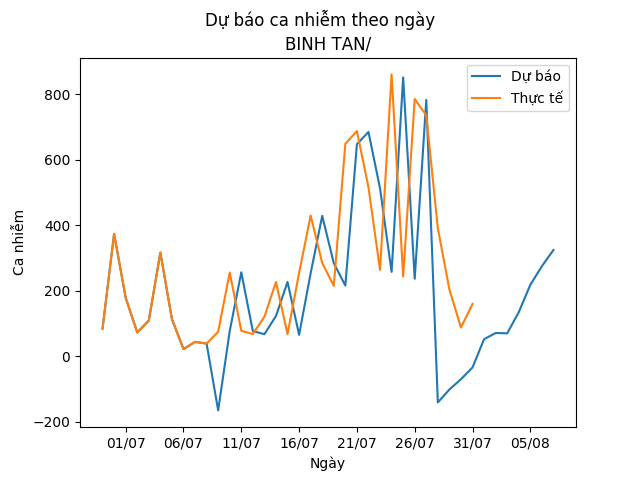 Dự báo ca nhiễm theo ngày
BINH TAN/
Dự báo
Thực tế
Ca nhiễm
800
600
400
200
0
−200
01/07 06/07 11/07 16/07 21/07 26/07 31/07 05/08
Ngày